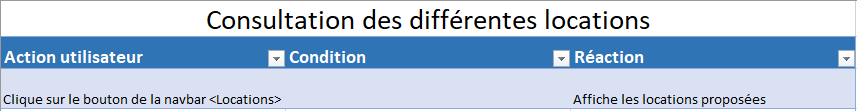 Consultation des différentes locations
Action utilisateur Condition Réaction
Clique sur le bouton de la navbar <Locations> Affiche les locations proposées